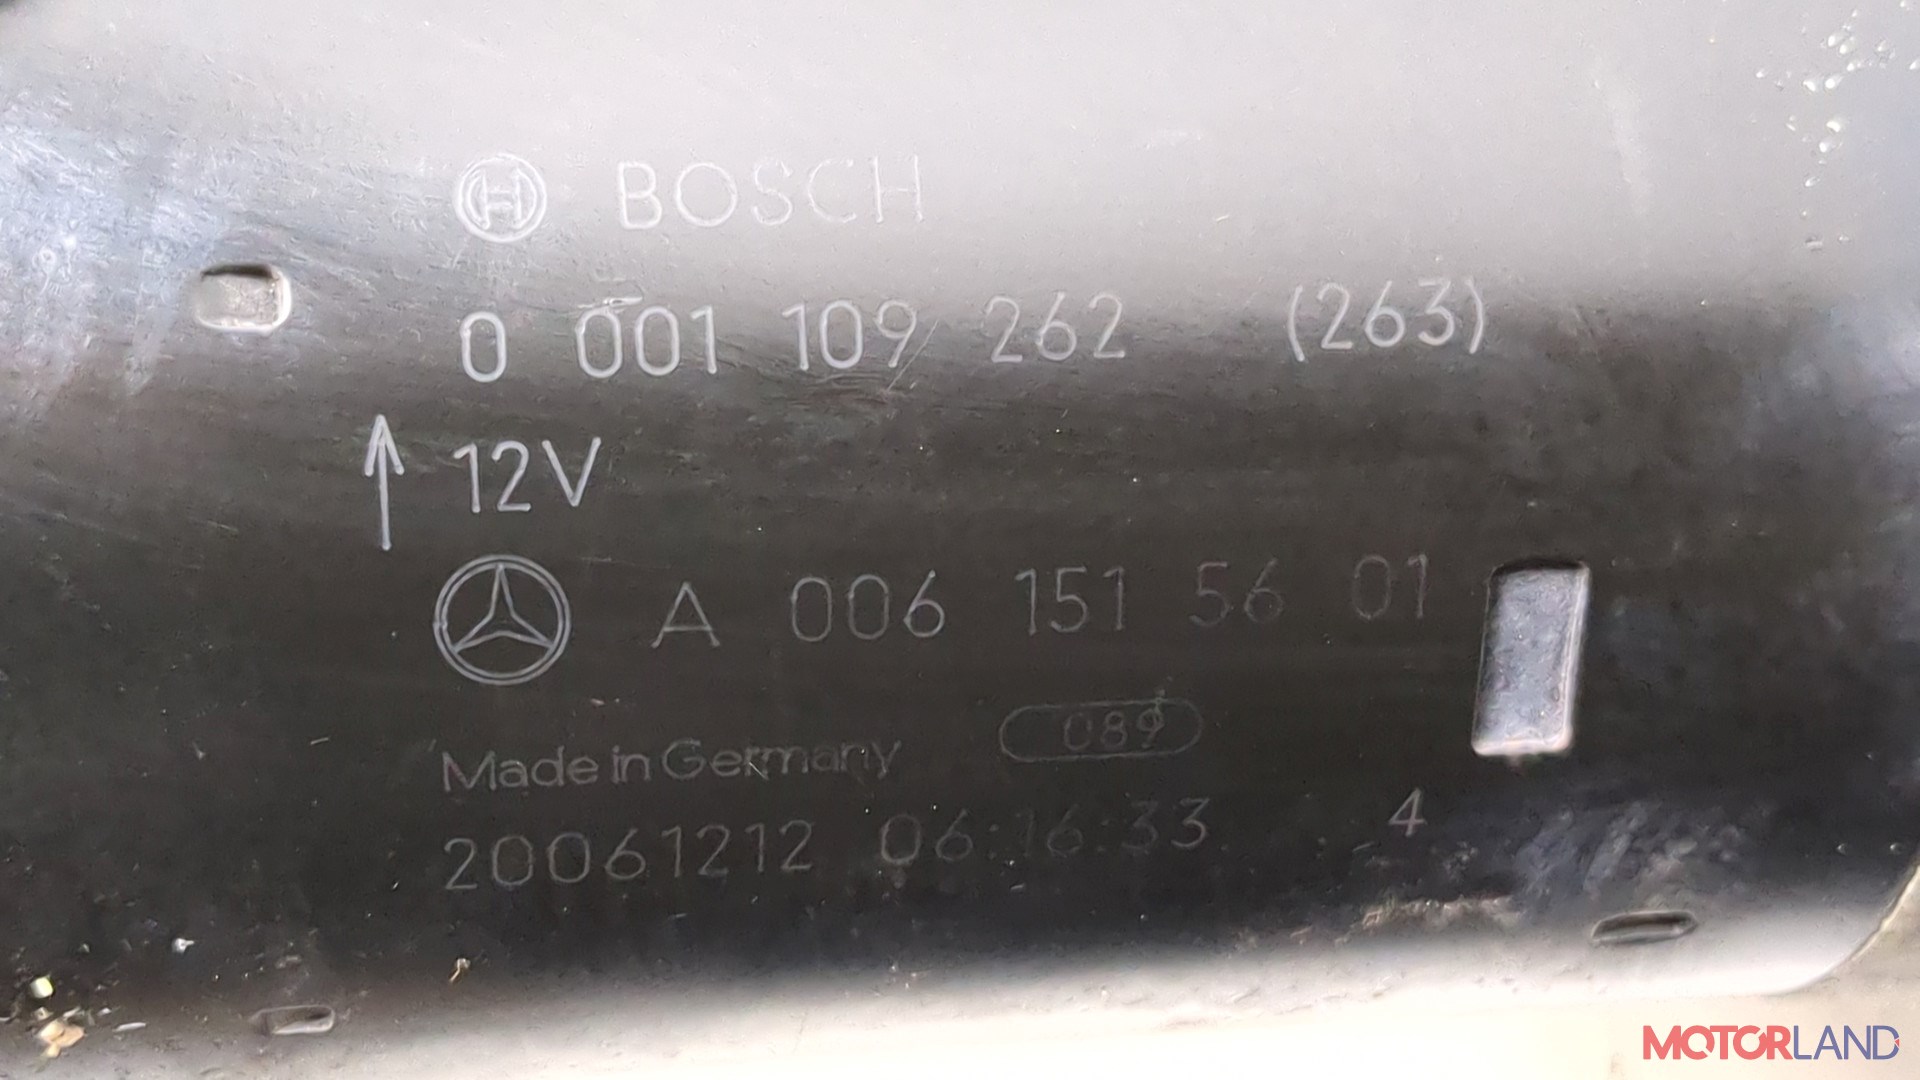 BOSCH
0 001 109 262 (263)
↑ 12V
A 006 151 56 01
Made in Germany 089
20061212 06:16:33 4
MOTORLAND